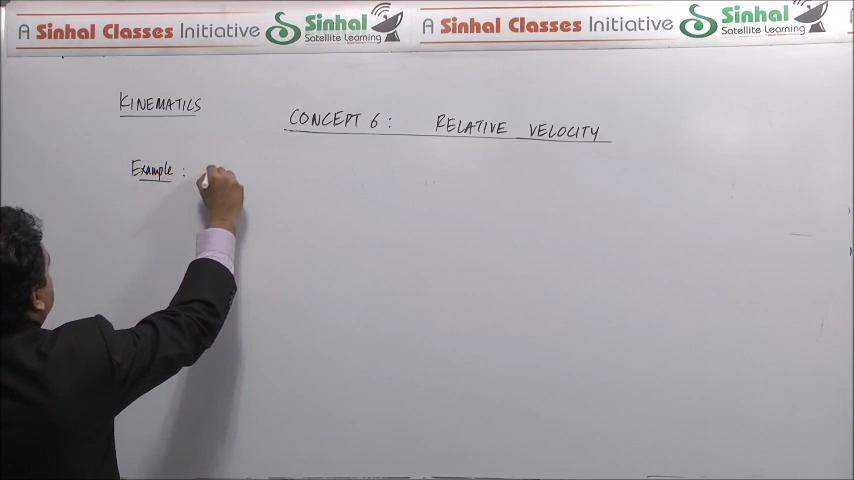 A Sinhal Classes Initiative Sinhal Satellite Learning A Sinhal Classes Initiative Sinhal Satellite Learning A
KINEMATICS
CONCEPT 6 : RELATIVE VELOCITY
Example :